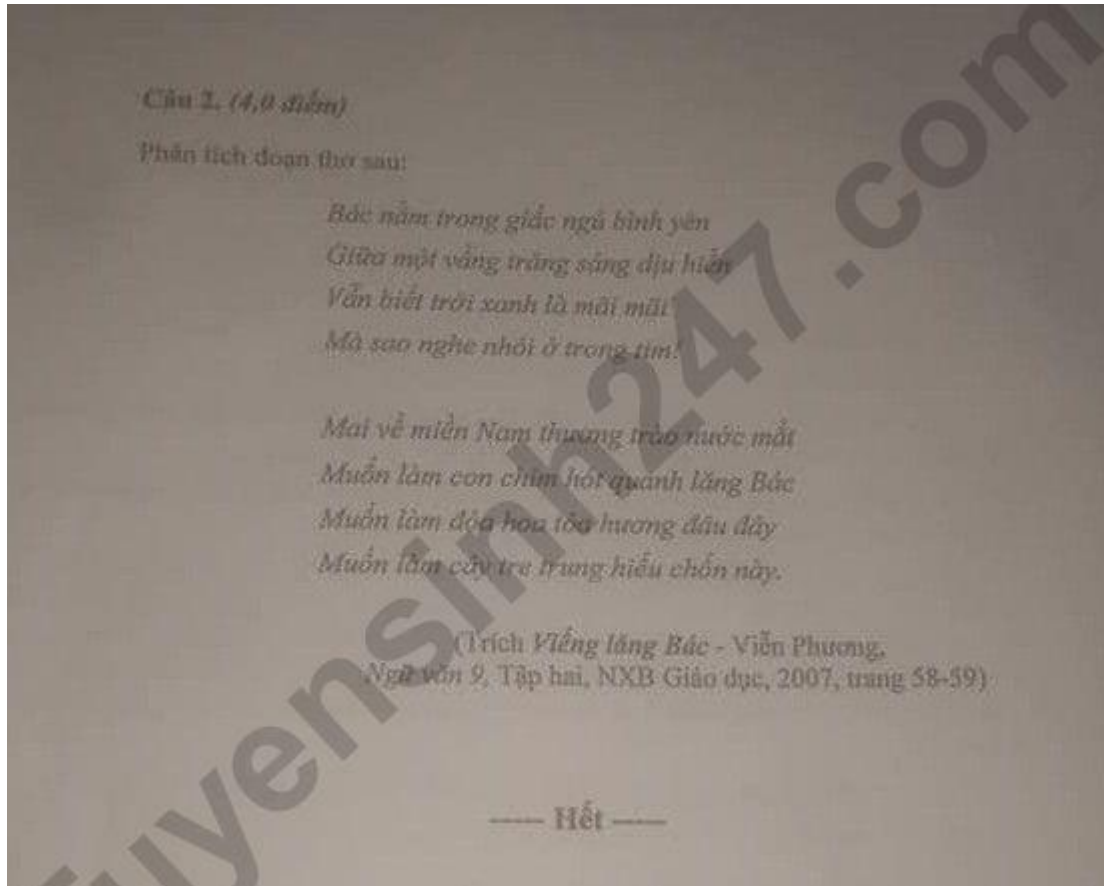 Câu 2. (4,0 điểm)
Phân tích đoạn thơ sau:
Bác nằm trong giấc ngủ bình yên
Giữa một vầng trăng sáng dịu hiền
Vẫn biết trời xanh là mãi mãi
Mà sao nghe nhói ở trong tim!
Mai về miền Nam thương trào nước mắt
Muốn làm con chim hót quanh lăng Bác
Muốn làm đóa hoa tỏa hương đâu đây
Muốn làm cây tre trung hiếu chốn này.
(Trích Viếng lăng Bác - Viễn Phương,
Ngữ văn 9, Tập hai, NXB Giáo dục, 2007, trang 58-59)
----- Hết -----
Tuyensinh247.com